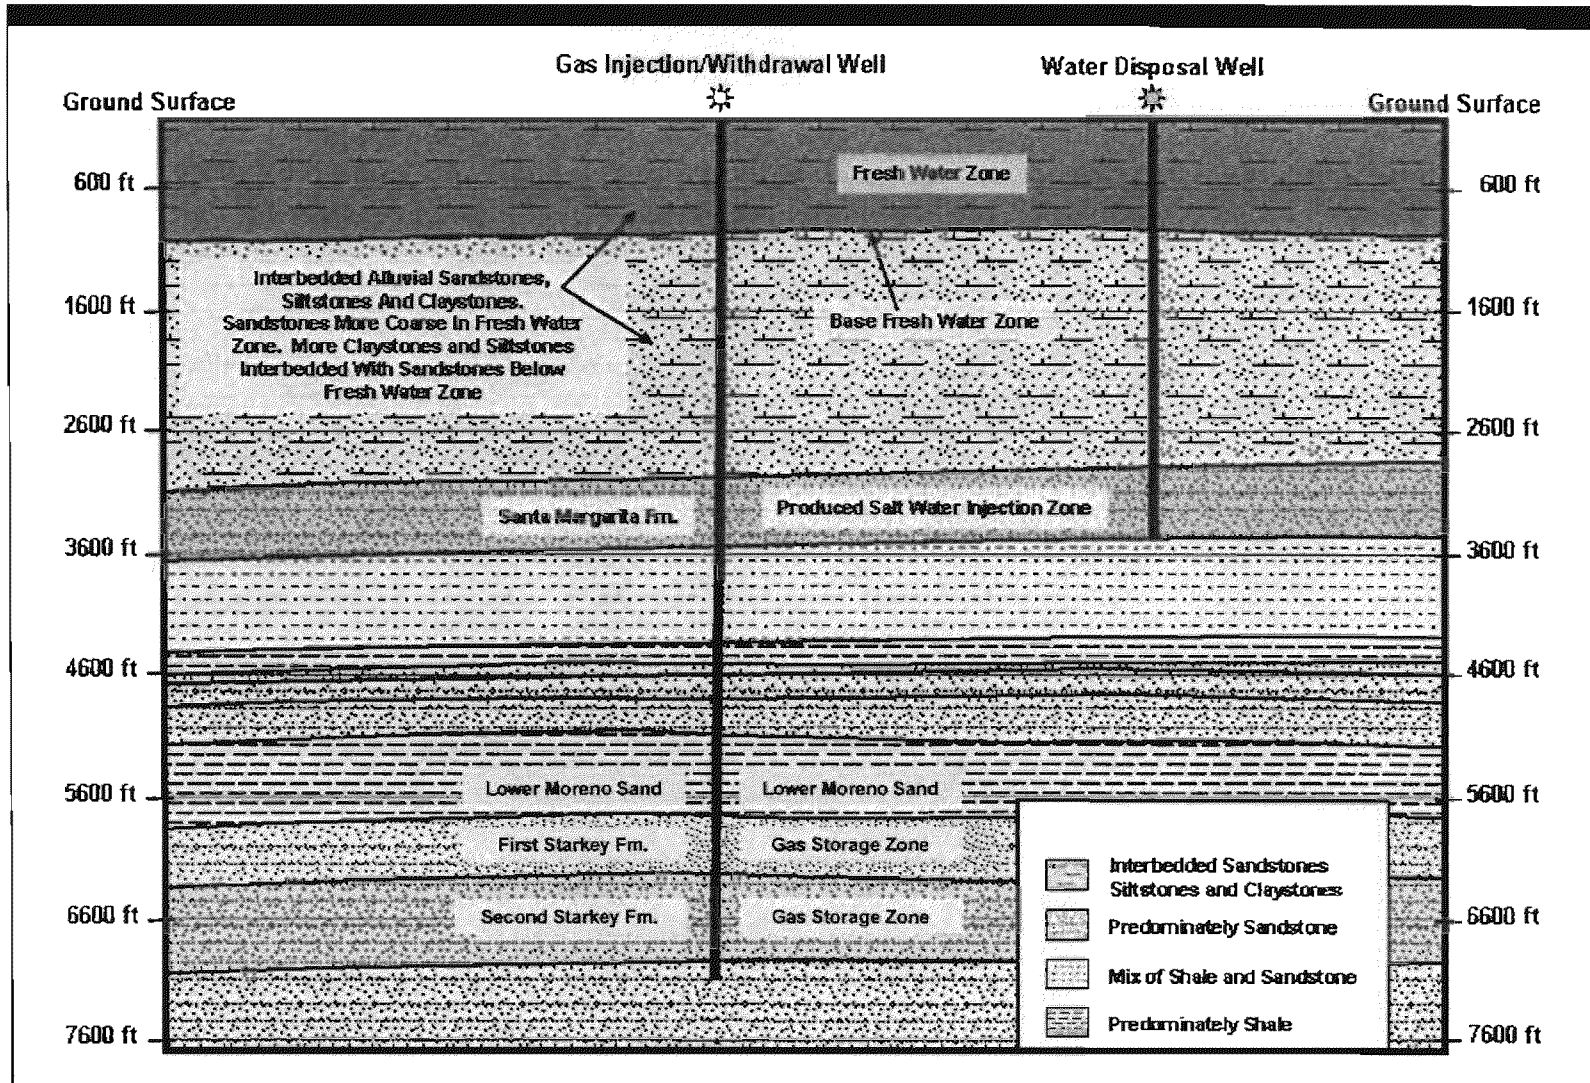 Gas Injection/Withdrawal Well
Water Disposal Well
Ground Surface
Ground Surface
Fresh Water Zone
600 ft
600 ft
Interbedded Alluvial Sandstones,
Siltstones And Claystones.
Sandstones More Coarse In Fresh Water
Zone. More Claystones and Siltstones
Interbedded With Sandstones Below
Fresh Water Zone
1600 ft
1600 ft
Base Fresh Water Zone
2600 ft
2600 ft
Santa Margarita Fm.
Produced Salt Water Injection Zone
3600 ft
3600 ft
4600 ft
4600 ft
Lower Moreno Sand
Lower Moreno Sand
5600 ft
5600 ft
First Starkey Fm.
Gas Storage Zone
Second Starkey Fm.
Gas Storage Zone
6600 ft
6600 ft
7600 ft
7600 ft
Interbedded Sandstones
Siltstones and Claystones
Predominately Sandstone
Mix of Shale and Sandstone
Predominately Shale